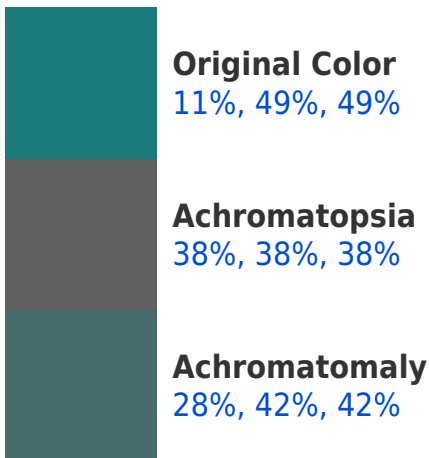 Original Color
11%, 49%, 49%
Achromatopsia
38%, 38%, 38%
Achromatomaly
28%, 42%, 42%